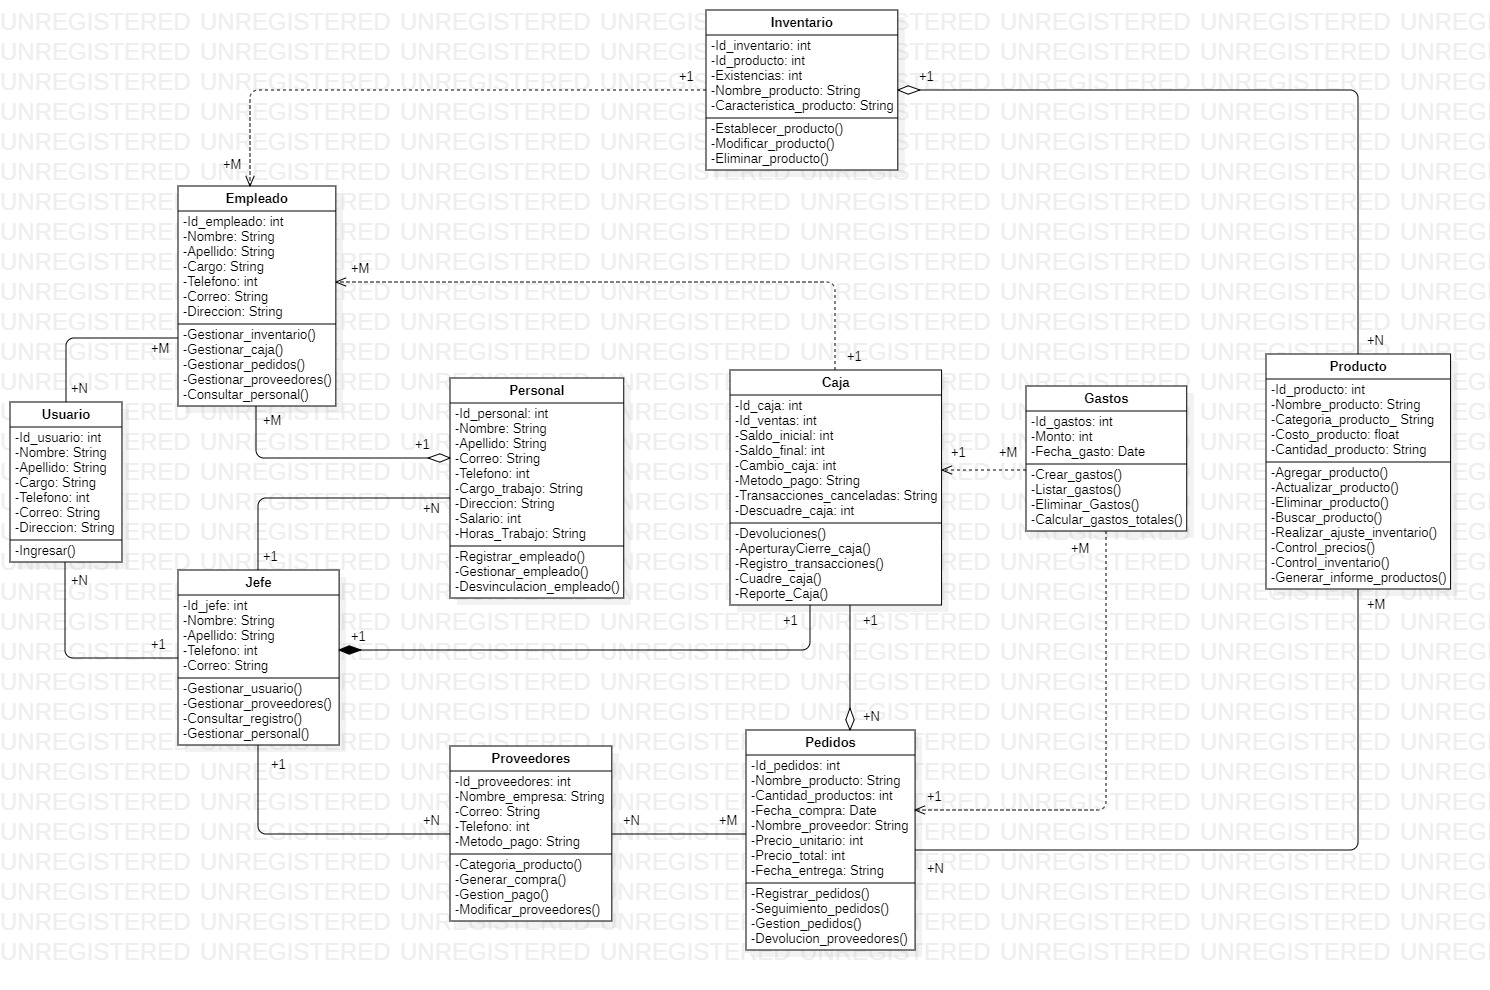 Inventario
-Id_inventario: int
-Id_producto: int
-Existencias: int
-Nombre_producto: String
-Caracteristica_producto: String
-Establecer_producto()
-Modificar_producto()
-Eliminar_producto()
+1
+1
+M
Empleado
-Id_empleado: int
-Nombre: String
-Apellido: String
-Cargo: String
-Telefono: int
-Correo: String
-Direccion: String
-Gestionar_inventario()
-Gestionar_caja()
-Gestionar_pedidos()
-Gestionar_proveedores()
-Consultar_personal()
+M
+1
+M
+N
+M
+1
Usuario
-Id_usuario: int
-Nombre: String
-Apellido: String
-Cargo: String
-Telefono: int
-Correo: String
-Direccion: String
-Ingresar()
+N
+1
Personal
-Id_personal: int
-Nombre: String
-Apellido: String
-Correo: String
-Telefono: int
-Cargo_trabajo: String
-Direccion: String
-Salario: int
-Horas_Trabajo: String
-Registrar_empleado()
-Gestionar_empleado()
-Desvinculacion_empleado()
+N
+1
Caja
-Id_caja: int
-Id_ventas: int
-Saldo_inicial: int
-Saldo_final: int
-Cambio_caja: int
-Metodo_pago: String
-Transacciones_canceladas: String
-Descuadre_caja: int
-Devoluciones()
-AperturayCierre_caja()
-Registro_transacciones()
-Cuadre_caja()
-Reporte_Caja()
+1
+M
Gastos
-Id_gastos: int
-Monto: int
-Fecha_gasto: Date
-Crear_gastos()
-Listar_gastos()
-Eliminar_Gastos()
-Calcular_gastos_totales()
+M
+N
Producto
-Id_producto: int
-Nombre_producto: String
-Categoria_producto_ String
-Costo_producto: float
-Cantidad_producto: String
-Agregar_producto()
-Actualizar_producto()
-Eliminar_producto()
-Buscar_producto()
-Realizar_ajuste_inventario()
-Control_precios()
-Control_inventario()
-Generar_informe_productos()
+M
Jefe
-Id_jefe: int
-Nombre: String
-Apellido: String
-Telefono: int
-Correo: String
-Gestionar_usuario()
-Gestionar_proveedores()
-Consultar_registro()
-Gestionar_personal()
+1
+1
+1
+N
+1
+N
Proveedores
-Id_proveedores: int
-Nombre_empresa: String
-Correo: String
-Telefono: int
-Metodo_pago: String
-Categoria_producto()
-Generar_compra()
-Gestion_pago()
-Modificar_proveedores()
+N
+M
Pedidos
-Id_pedidos: int
-Nombre_producto: String
-Cantidad_productos: int
-Fecha_compra: Date
-Nombre_proveedor: String
-Precio_unitario: int
-Precio_total: int
-Fecha_entrega: String
-Registrar_pedidos()
-Seguimiento_pedidos()
-Gestion_pedidos()
-Devolucion_proveedores()
+1
+N
UNREGISTERED